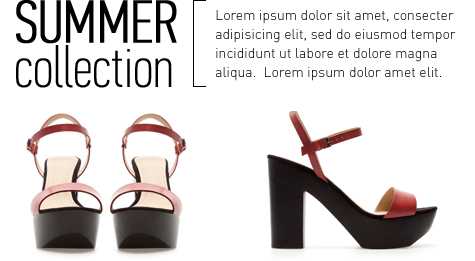 SUMMER
collection
Lorem ipsum dolor sit amet, consecter
adipisicing elit, sed do eiusmod tempor
incididunt ut labore et dolore magna
aliqua.  Lorem ipsum dolor amet elit.